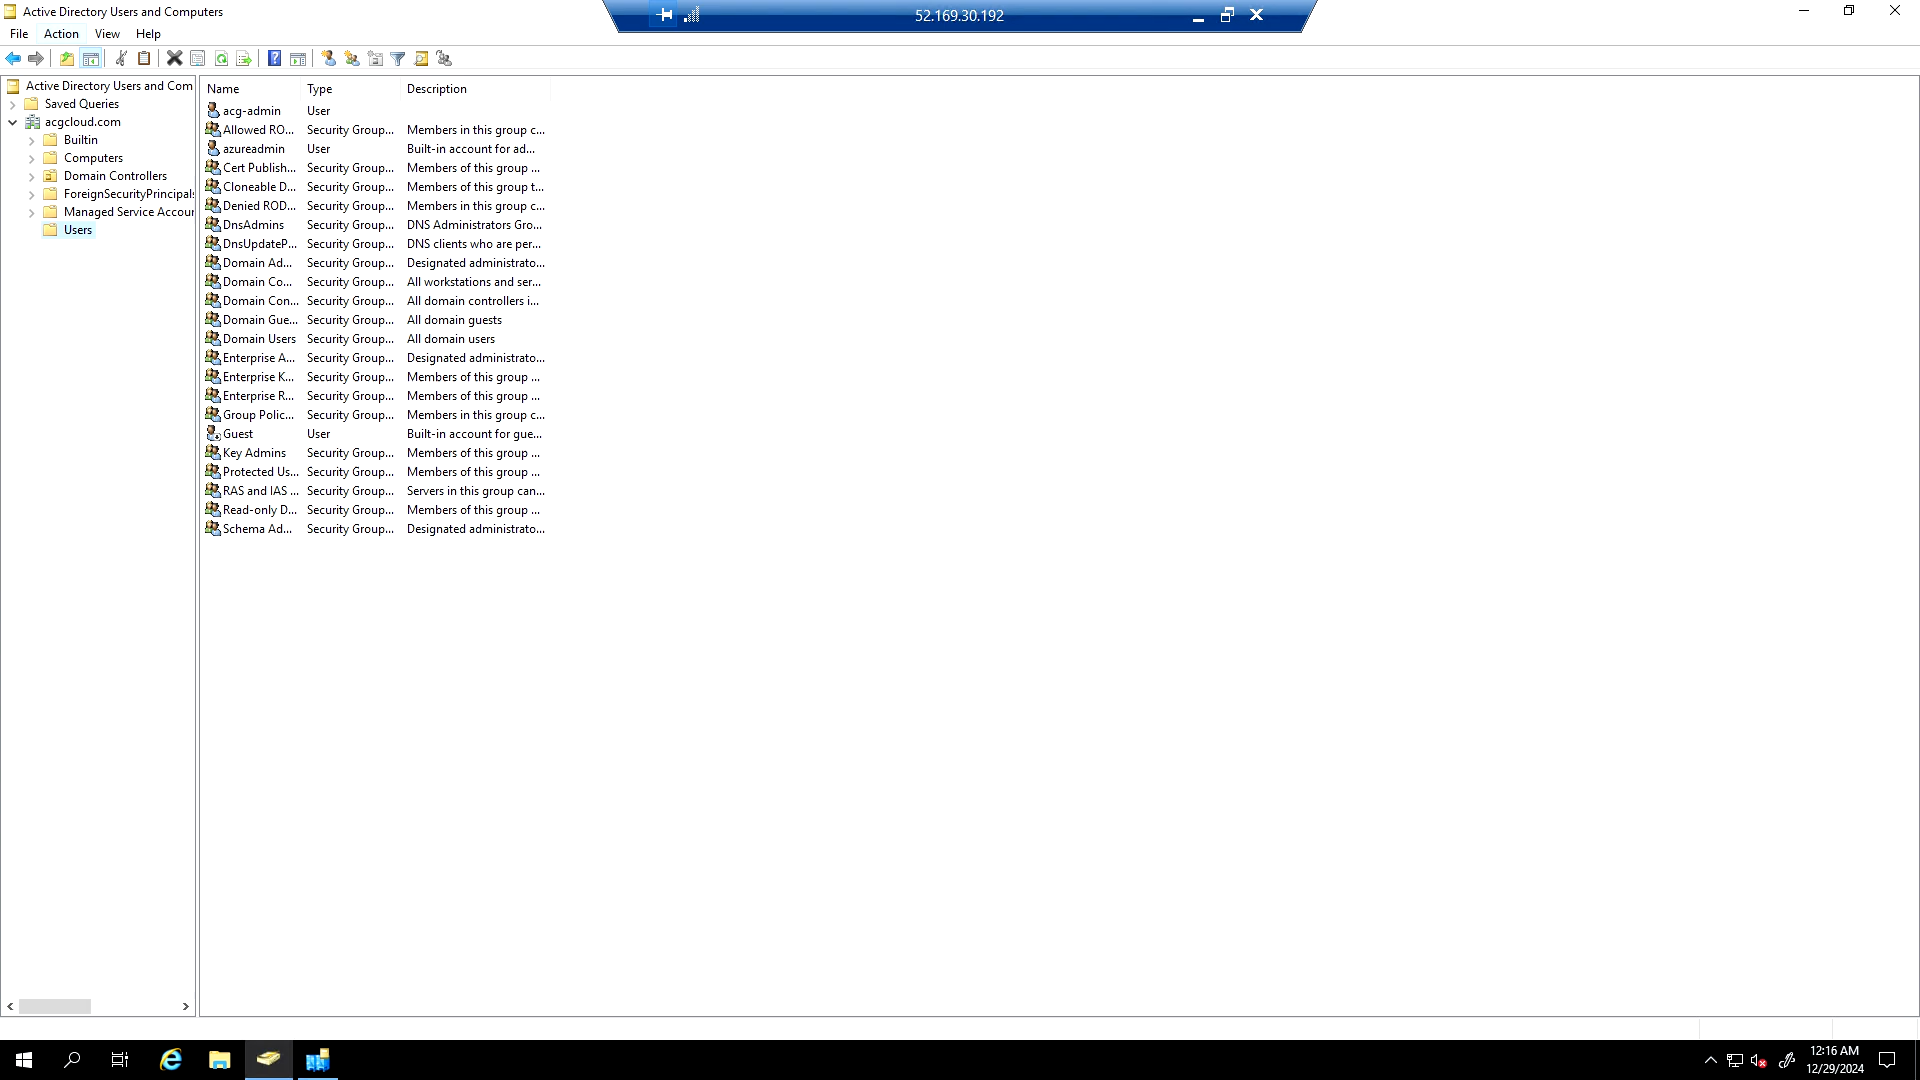 Active Directory Users and Computers
52.169.30.192
File Action View Help
Active Directory Users and Com
Saved Queries
acgcloud.com
Builtin
Computers
Domain Controllers
ForeignSecurityPrincipals
Managed Service Accour
Users
Name Type Description
acg-admin User
Allowed RO... Security Group... Members in this group c...
azureadmin User Built-in account for ad...
Cert Publish... Security Group... Members of this group ...
Cloneable D... Security Group... Members of this group t...
Denied ROD... Security Group... Members in this group c...
DnsAdmins Security Group... DNS Administrators Gro...
DnsUpdateP... Security Group... DNS clients who are per...
Domain Ad... Security Group... Designated administrato...
Domain Co... Security Group... All workstations and ser...
Domain Con... Security Group... All domain controllers i...
Domain Gue... Security Group... All domain guests
Domain Users Security Group... All domain users
Enterprise A... Security Group... Designated administrato...
Enterprise K... Security Group... Members of this group ...
Enterprise R... Security Group... Members of this group ...
Group Polic... Security Group... Members in this group c...
Guest User Built-in account for gue...
Key Admins Security Group... Members of this group ...
Protected Us... Security Group... Members of this group ...
RAS and IAS ... Security Group... Servers in this group can...
Read-only D... Security Group... Members of this group ...
Schema Ad... Security Group... Designated administrato...
12:16 AM
12/29/2024